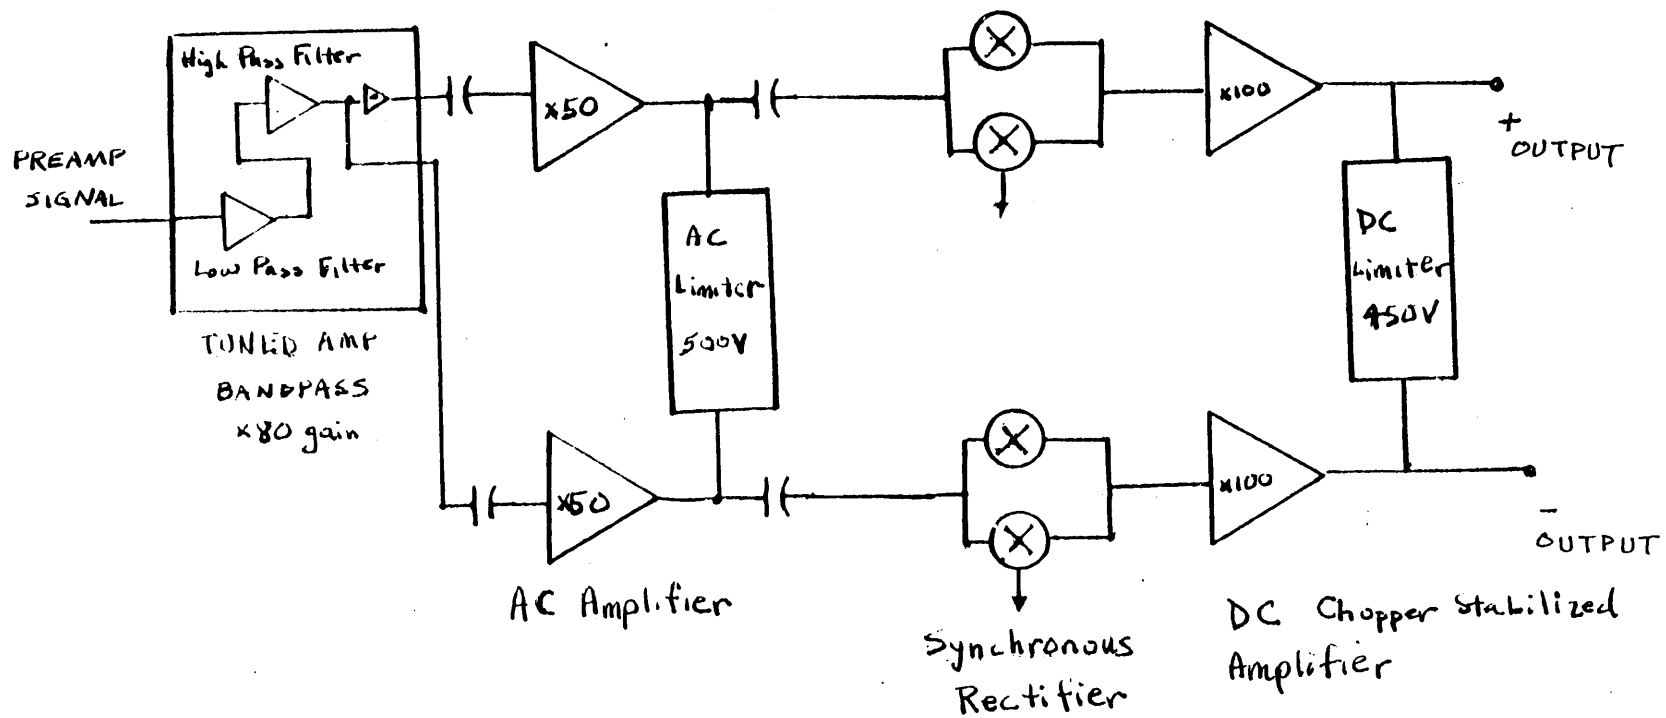 High Pass Filter
PREAMP
SIGNAL
Low Pass Filter
TUNED AMP
BANDPASS
x80 gain
x50
AC
Limiter
500V
x50
AC Amplifier
Synchronous
Rectifier
x100
+
OUTPUT
DC
Limiter
450V
x100
-
OUTPUT
DC Chopper Stabilized
Amplifier